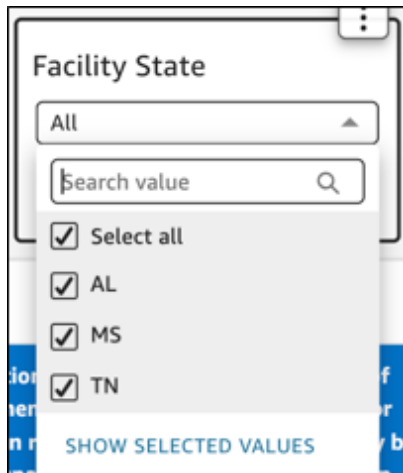 Facility State
All
Search value
Select all
AL
MS
TN
SHOW SELECTED VALUES